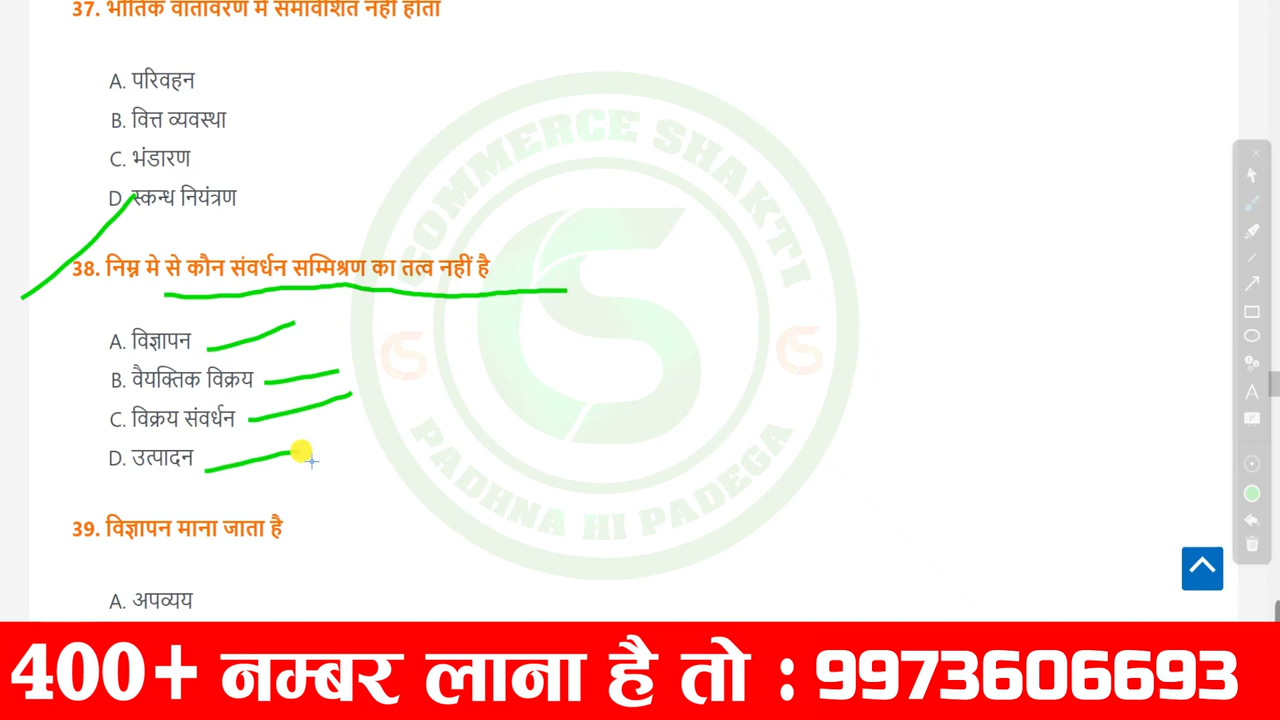 37. भौतिक वातावरण में समावेशित नहीं होता
A. परिवहन
B. वित्त व्यवस्था
C. भंडारण
D. स्कन्ध नियंत्रण
38. निम्न मे से कौन संवर्धन सम्मिश्रण का तत्व नहीं है
A. विज्ञापन
B. वैयक्तिक विक्रय
C. विक्रय संवर्धन
D. उत्पादन
39. विज्ञापन माना जाता है
A. अपव्यय
COMMERCE SHAKTI
PADHNA HI PADEGA
400+ नम्बर लाना है तो : 9973606693